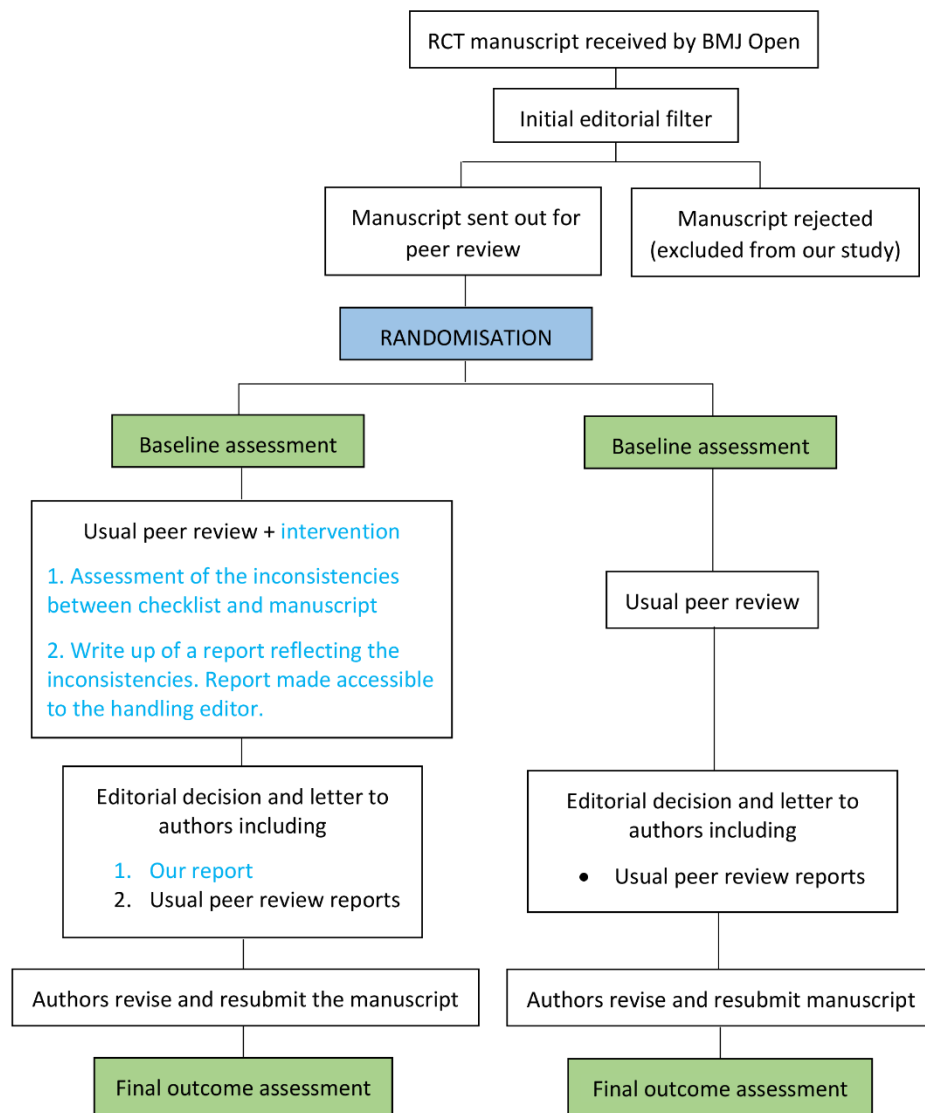 RCT manuscript received by BMJ Open
Initial editorial filter
Manuscript sent out for
peer review
Manuscript rejected
(excluded from our study)
RANDOMISATION
Baseline assessment
Baseline assessment
Usual peer review + intervention
1. Assessment of the inconsistencies
between checklist and manuscript
2. Write up of a report reflecting the
inconsistencies. Report made accessible
to the handling editor.
Usual peer review
Editorial decision and letter to
authors including
1. Our report
2. Usual peer review reports
Editorial decision and letter to
authors including
• Usual peer review reports
Authors revise and resubmit the manuscript
Authors revise and resubmit manuscript
Final outcome assessment
Final outcome assessment